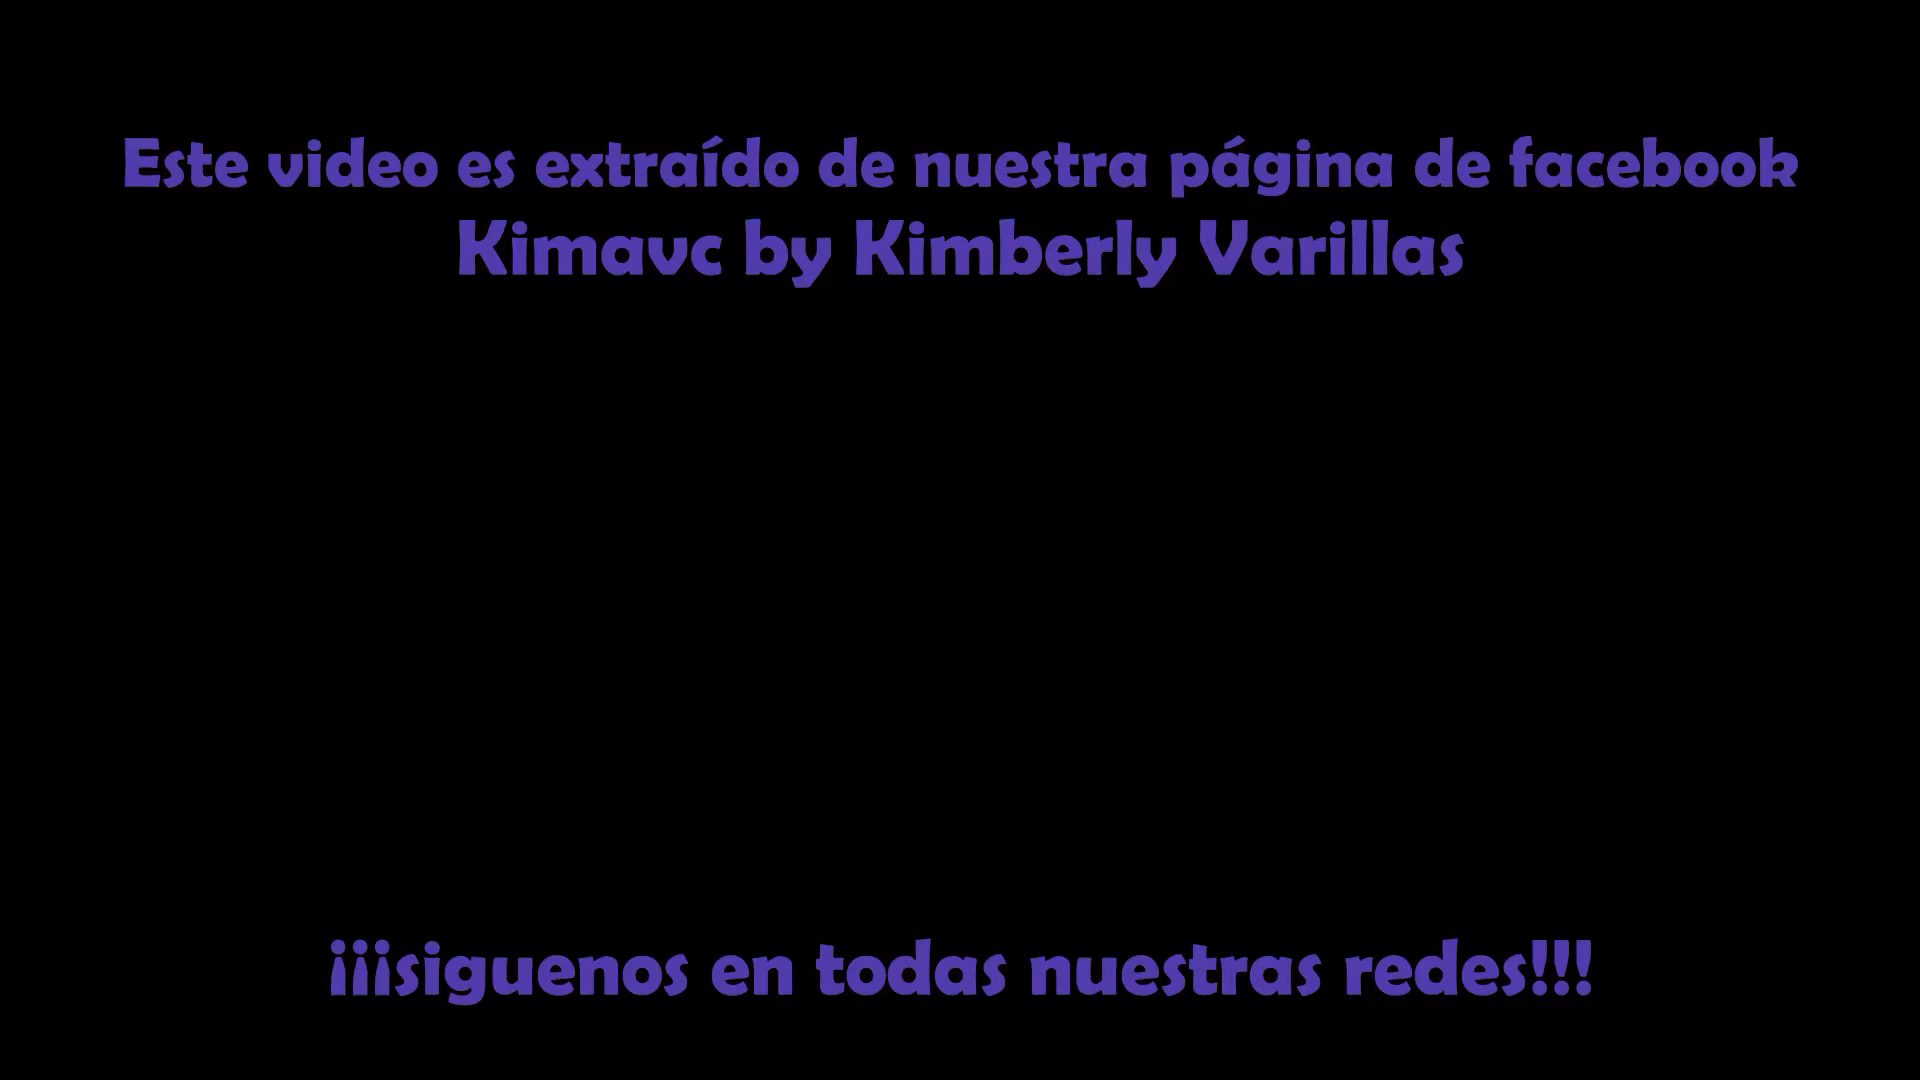 Este video es extraído de nuestra página de facebook
Kimavc by Kimberly Varillas
¡¡¡siguenos en todas nuestras redes!!!